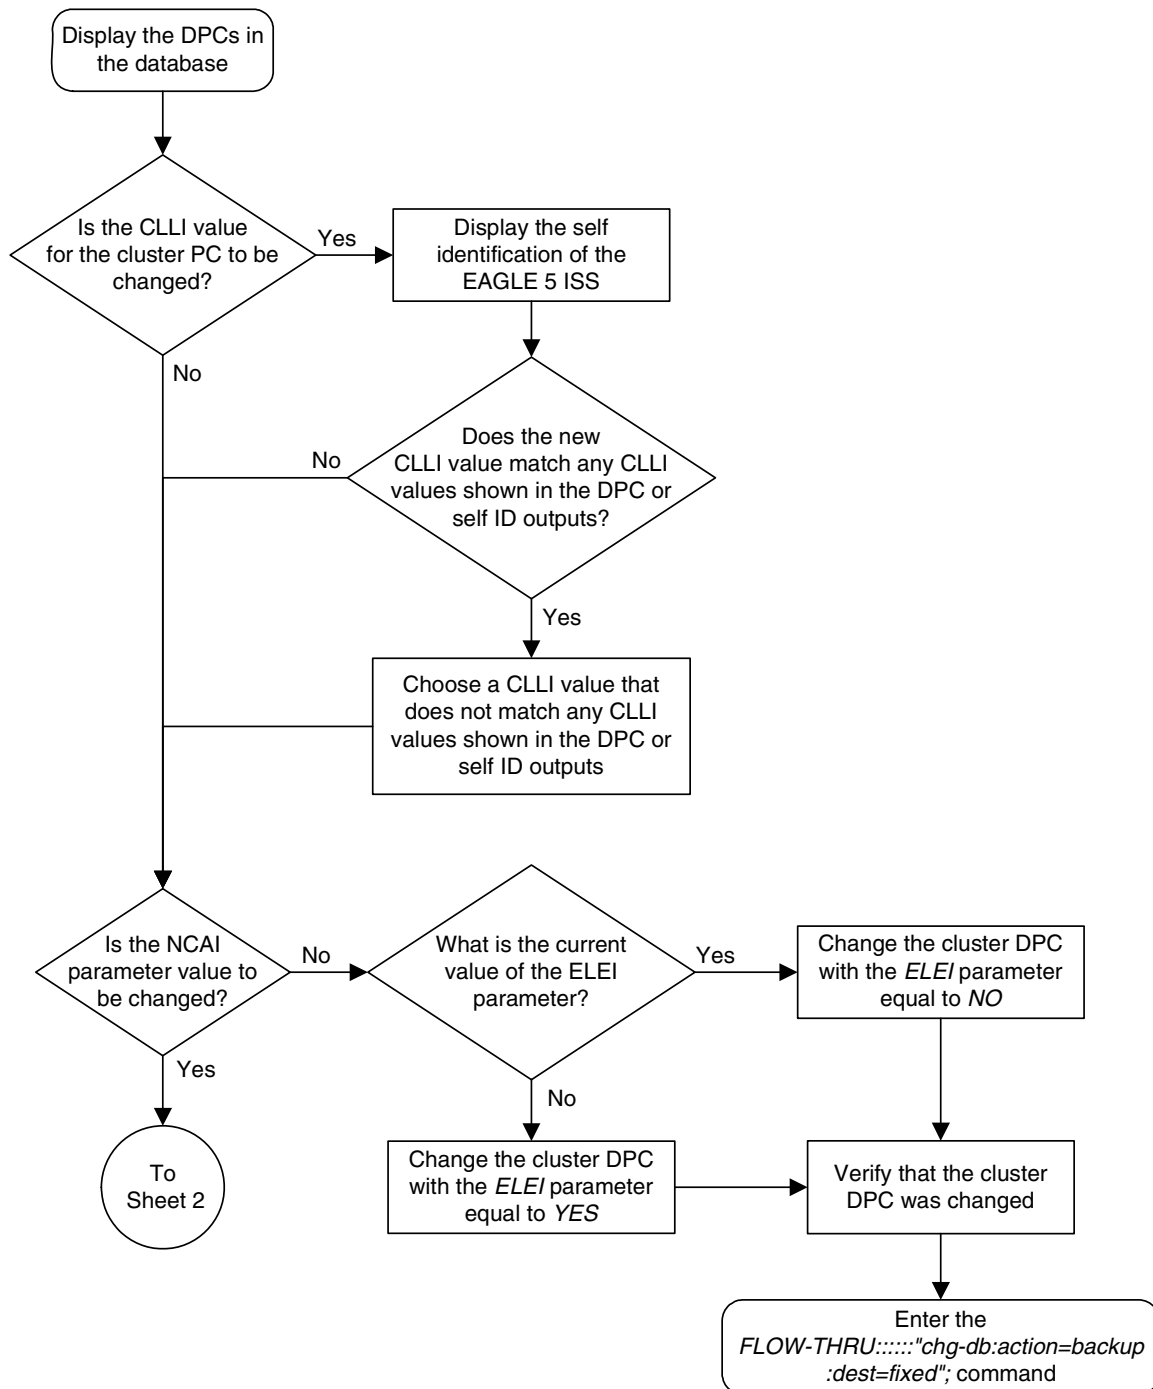 Display the DPCs in
the database
Is the CLLI value
for the cluster PC to be
changed?
Yes
Display the self
identification of the
EAGLE 5 ISS
No
Does the new
CLLI value match any CLLI
values shown in the DPC or
self ID outputs?
No
Yes
Choose a CLLI value that
does not match any CLLI
values shown in the DPC or
self ID outputs
Is the NCAI
parameter value to
be changed?
No
What is the current
value of the ELEI
parameter?
Yes
Change the cluster DPC
with the ELEI parameter
equal to NO
Yes
No
To
Sheet 2
Change the cluster DPC
with the ELEI parameter
equal to YES
Verify that the cluster
DPC was changed
Enter the
FLOW-THRU::::::"chg-db:action=backup
:dest=fixed"; command